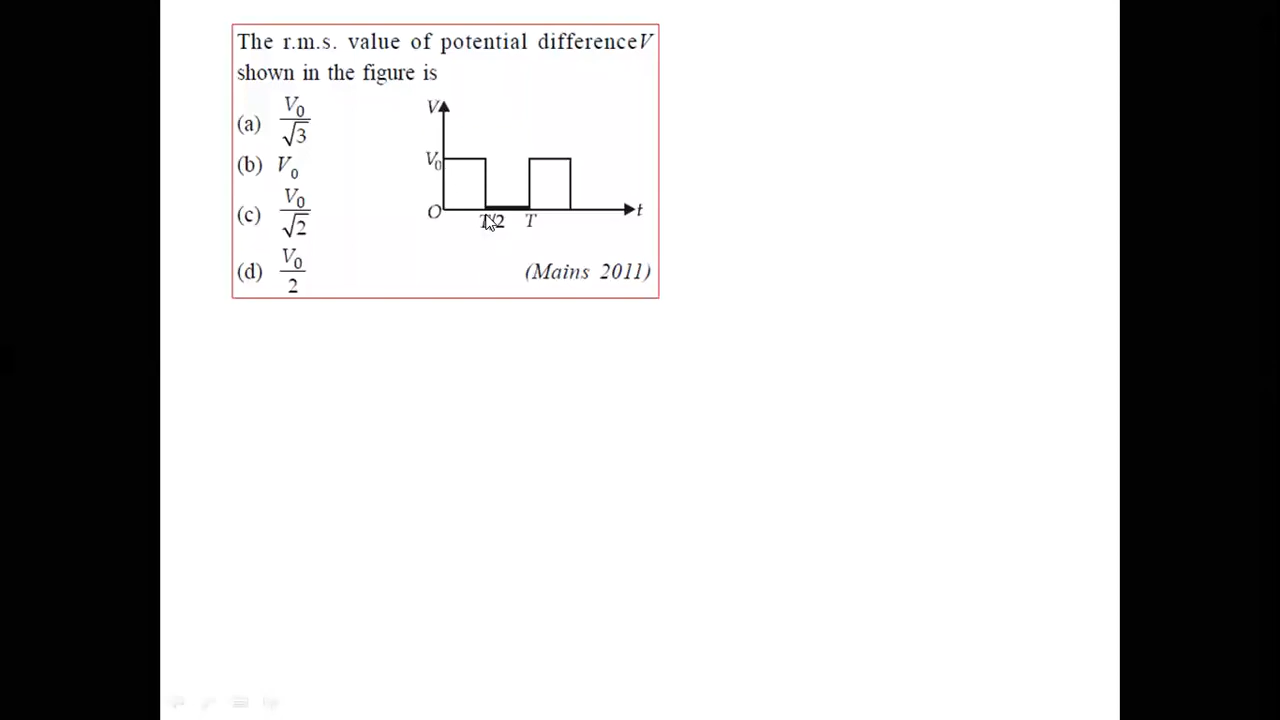 The r.m.s. value of potential difference V
shown in the figure is
(a) V₀/√3
(b) V₀
(c) V₀/√2
(d) V₀/2
V
V₀
O
T/2 T
t
(Mains 2011)